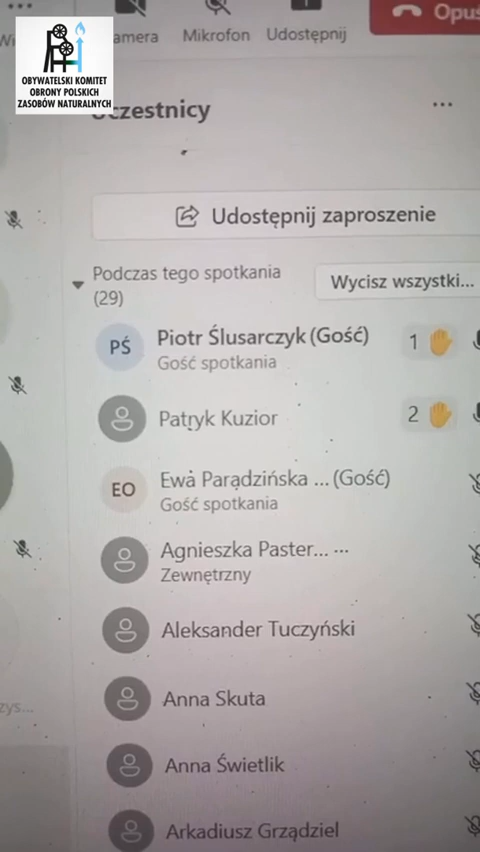 amera Mikrofon Udostępnij
OBYWATELSKI KOMITET
OBRONY POLSKICH
ZASOBÓW NATURALNYCH
czestnicy
Udostępnij zaproszenie
Podczas tego spotkania
(29)
Wycisz wszystki...
PŚ Piotr Ślusarczyk (Gość) 1
Gość spotkania
Patryk Kuzior 2
EO Ewa Parądzińska ... (Gość)
Gość spotkania
Agnieszka Paster... ...
Zewnętrzny
Aleksander Tuczyński
Anna Skuta
Anna Świetlik
Arkadiusz Grządziel